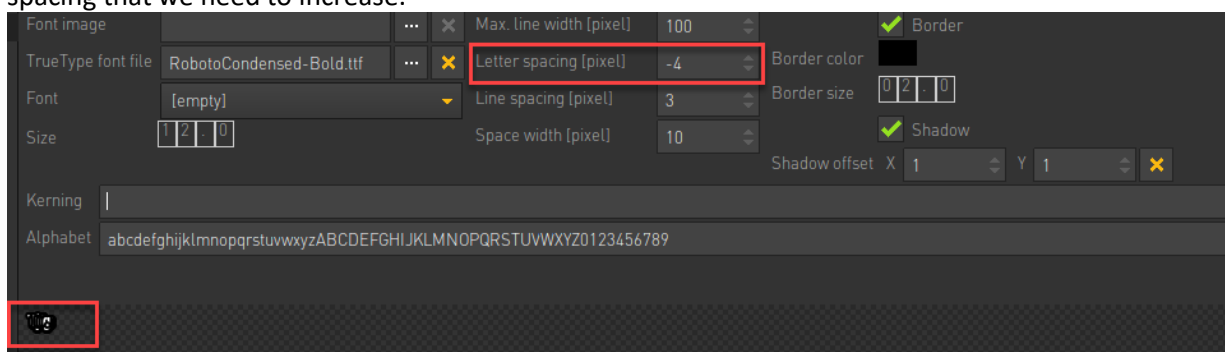 spacing that we need to increase.
Font image ... Max. line width [pixel] 100 Border
TrueType font file RobotoCondensed-Bold.ttf ... Letter spacing [pixel] -4 Border color
Font [empty] Line spacing [pixel] 3 Border size 02.0
Size 12.0 Space width [pixel] 10 Shadow
Shadow offset X 1 Y 1
Kerning
Alphabet abcdefghijklmnopqrstuvwxyzABCDEFGHIJKLMNOPQRSTUVWXYZ0123456789